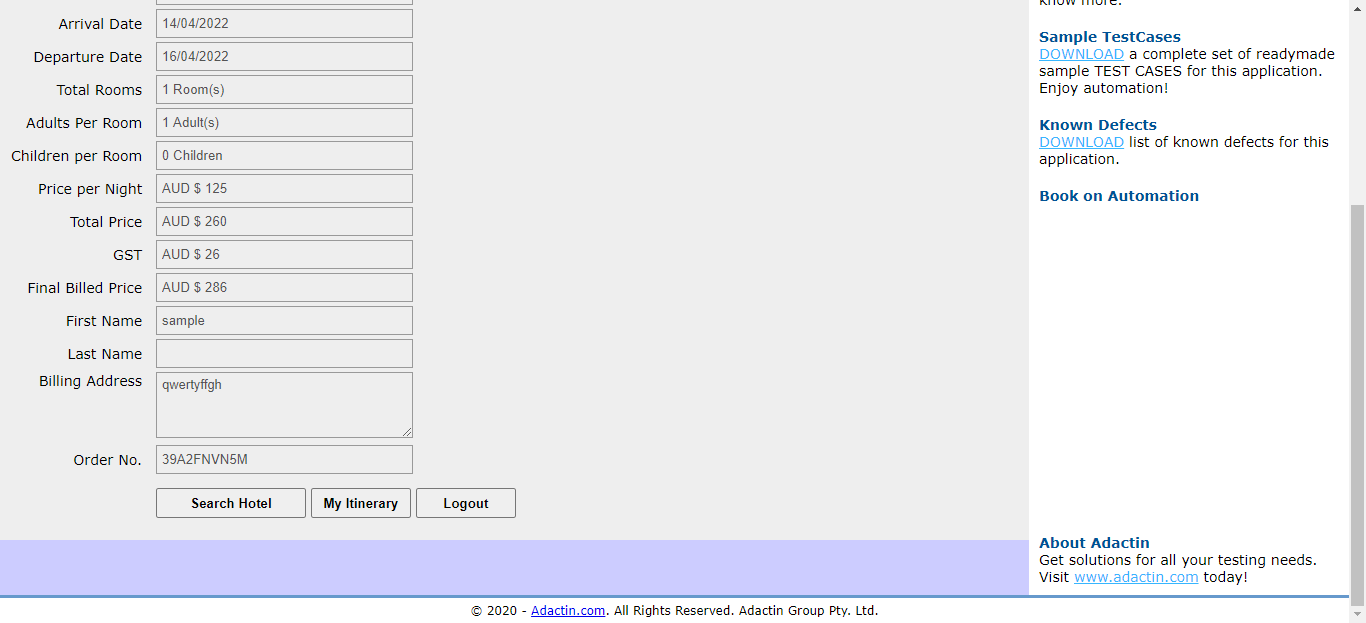 know more.
Arrival Date 14/04/2022
Departure Date 16/04/2022
Total Rooms 1 Room(s)
Adults Per Room 1 Adult(s)
Children per Room 0 Children
Price per Night AUD $ 125
Total Price AUD $ 260
GST AUD $ 26
Final Billed Price AUD $ 286
First Name sample
Last Name
Billing Address qwertyffgh
Order No. 39A2FNVN5M
Search Hotel My Itinerary Logout
Sample TestCases
DOWNLOAD a complete set of readymade
sample TEST CASES for this application.
Enjoy automation!
Known Defects
DOWNLOAD list of known defects for this
application.
Book on Automation
About Adactin
Get solutions for all your testing needs.
Visit www.adactin.com today!
© 2020 - Adactin.com. All Rights Reserved. Adactin Group Pty. Ltd.